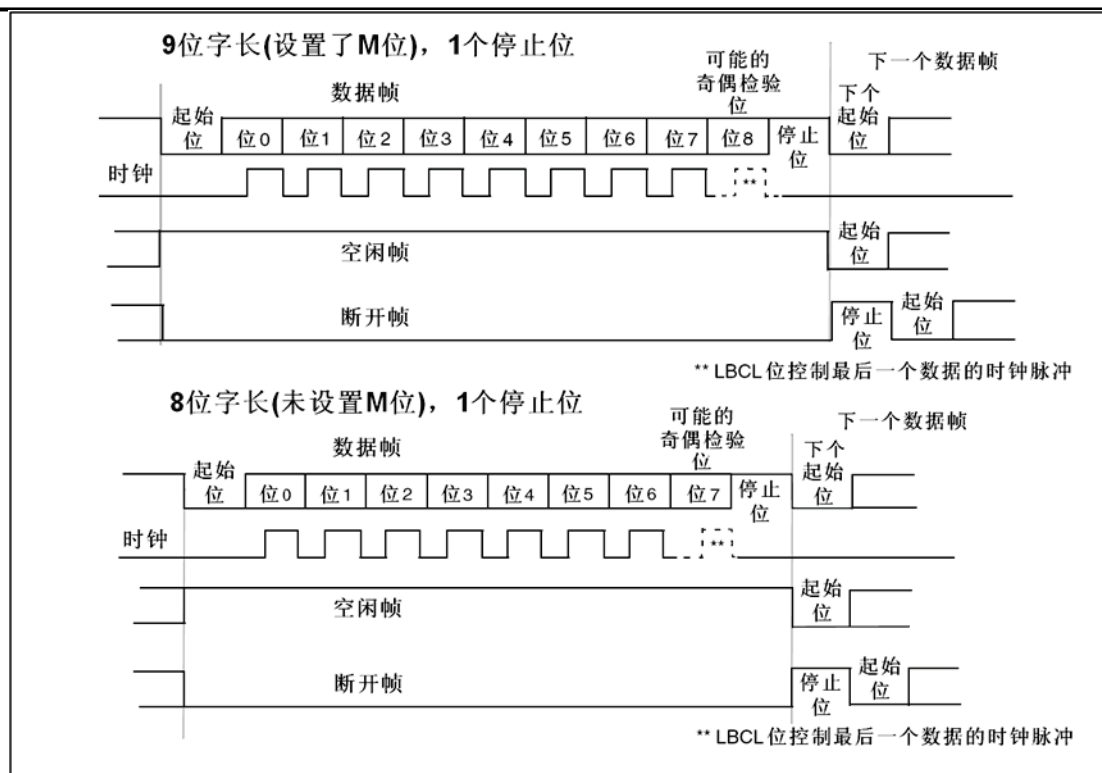 9位字长(设置了M位)，1个停止位
可能的
奇偶检验
位
下一个数据帧
数据帧
起始
位
位0
位1
位2
位3
位4
位5
位6
位7
位8
停止
位
下个
起始
位
时钟
**
空闲帧
起始
位
断开帧
停止
位
起始
位
** LBCL位控制最后一个数据的时钟脉冲
8位字长(未设置M位)，1个停止位
可能的
奇偶检验
位
下一个数据帧
数据帧
起始
位
位0
位1
位2
位3
位4
位5
位6
位7
停止
位
下个
起始
位
时钟
**
空闲帧
起始
位
断开帧
停止
位
起始
位
** LBCL位控制最后一个数据的时钟脉冲